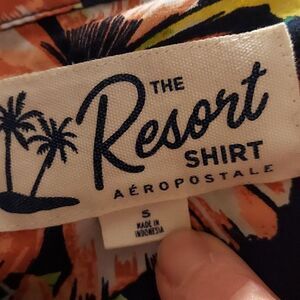 THE
Resort
SHIRT
AÉROPOSTALE
S
MADE IN
INDONESIA